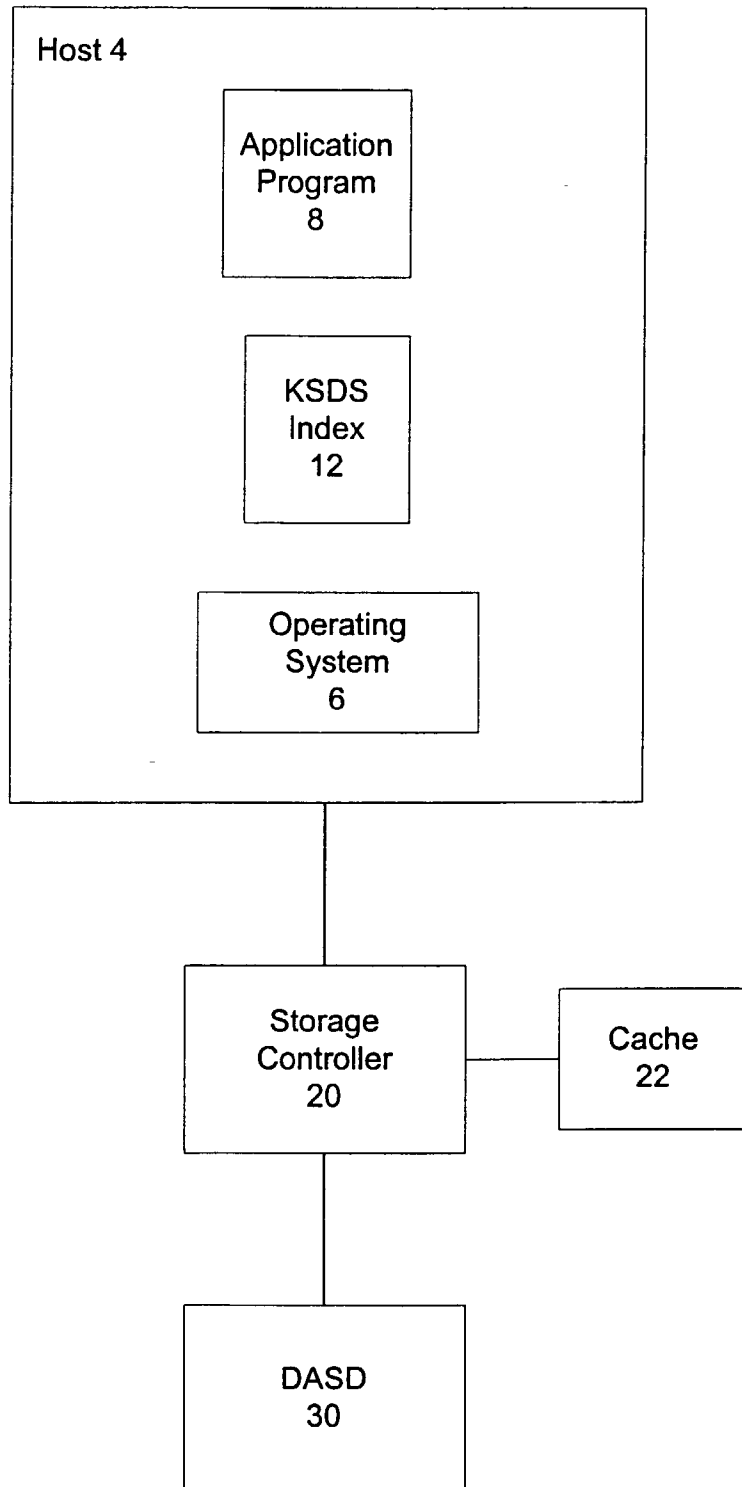 Host 4
Application
Program
8
KSDS
Index
12
Operating
System
6
Storage
Controller
20
Cache
22
DASD
30